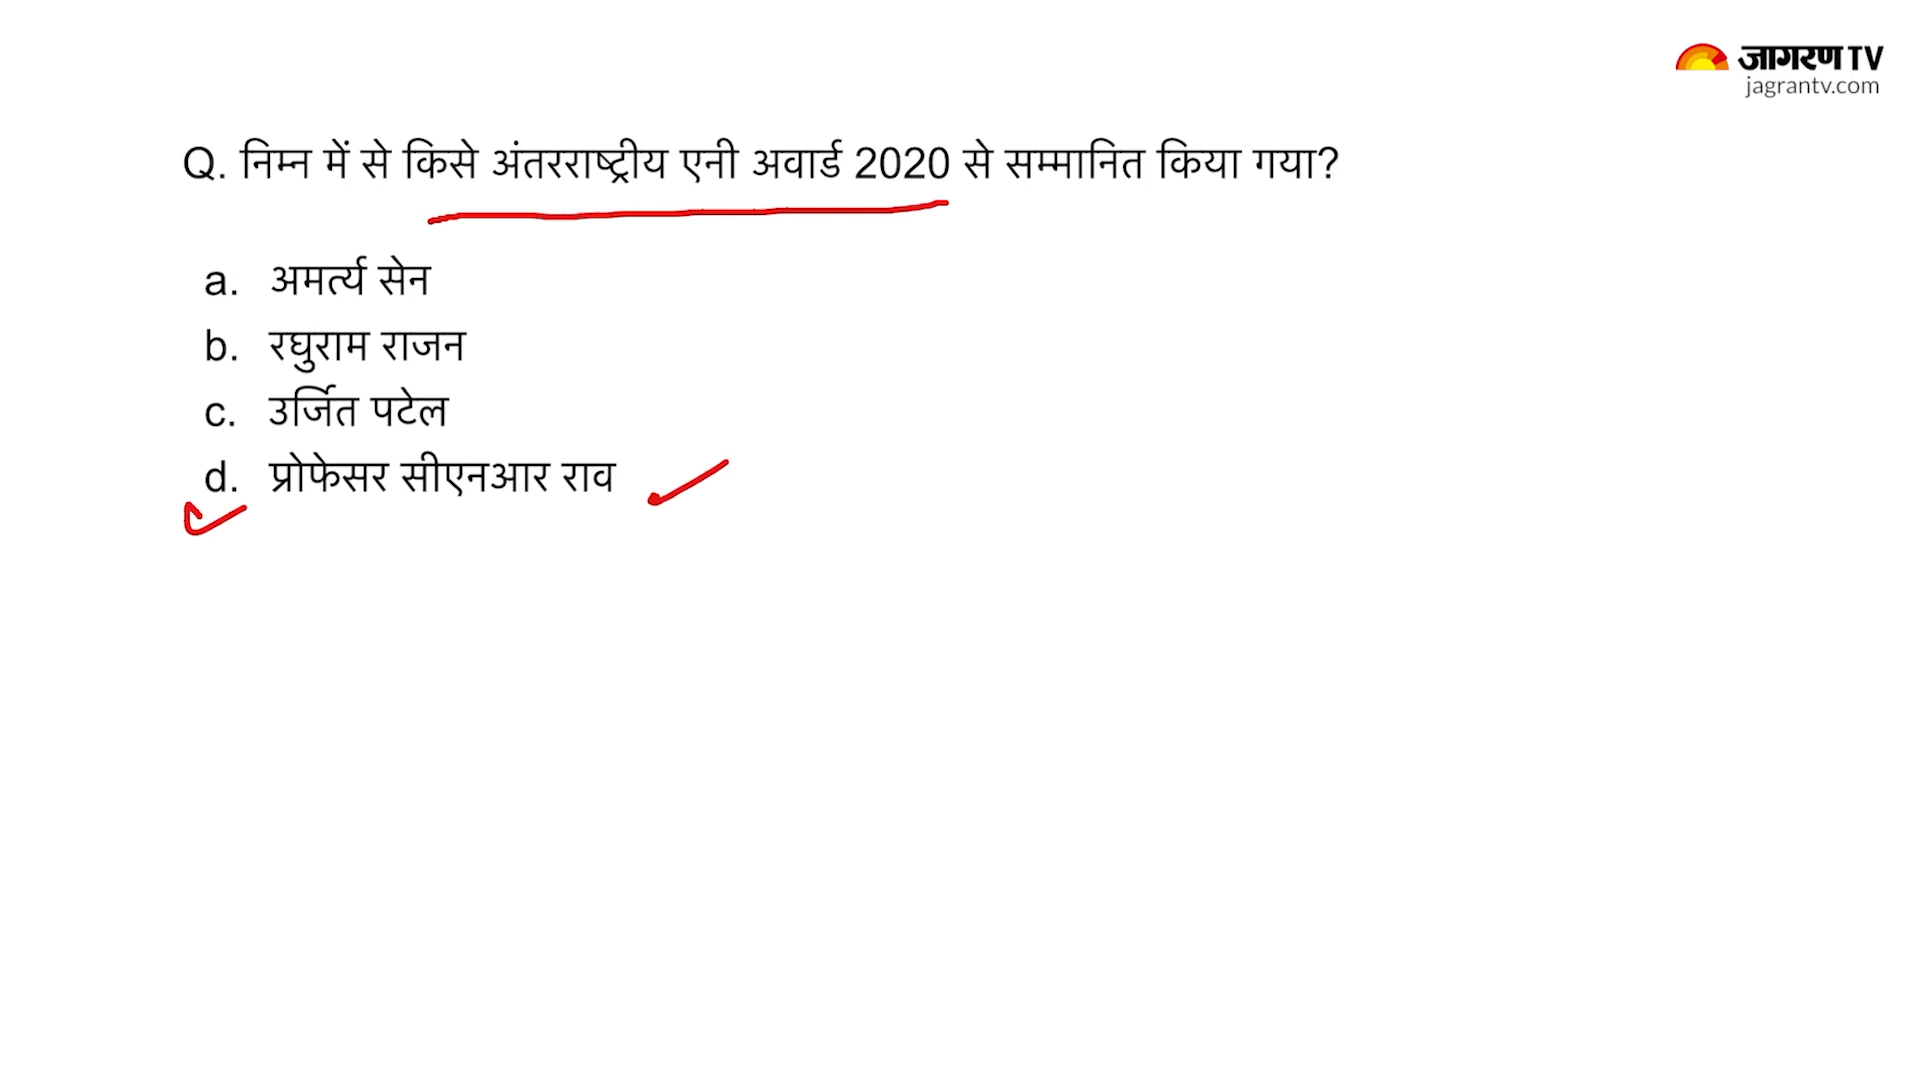 जागरण TV
jagrantv.com
Q. निम्न में से किसे अंतरराष्ट्रीय एनी अवार्ड 2020 से सम्मानित किया गया?
a. अमर्त्य सेन
b. रघुराम राजन
c. उर्जित पटेल
d. प्रोफेसर सीएनआर राव